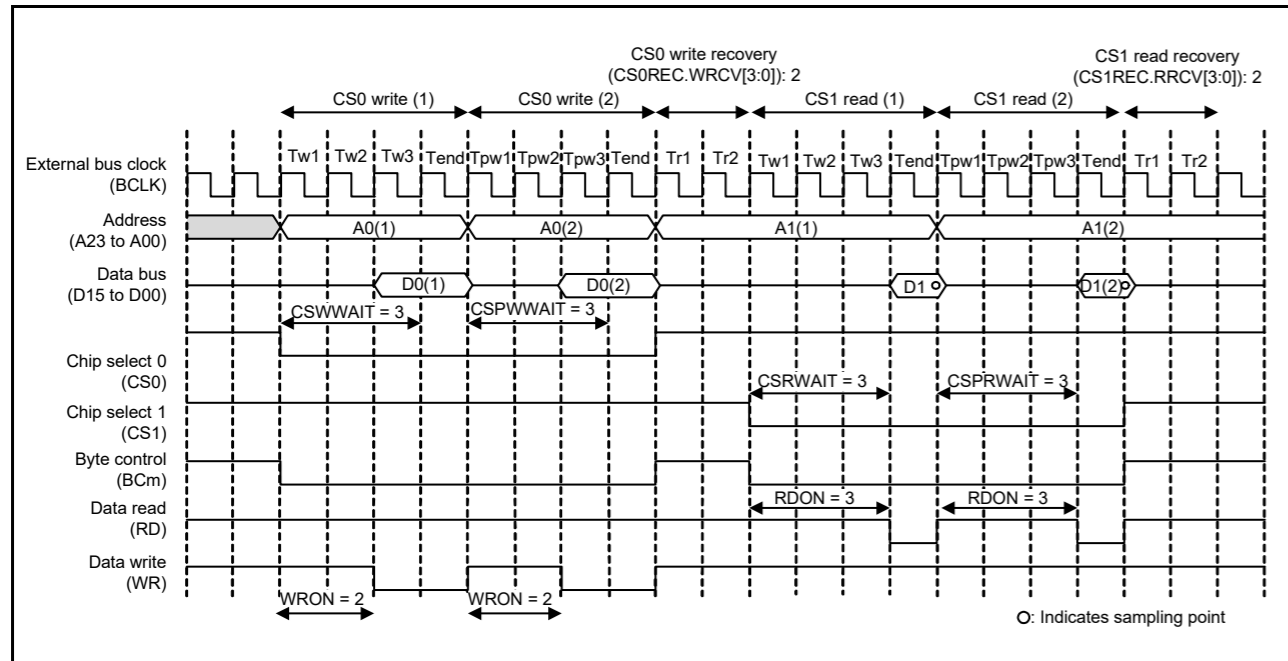 CS0 write recovery
(CS0REC.WRCV[3:0]): 2
CS1 read recovery
(CS1REC.RRCV[3:0]): 2
CS0 write (1)
CS0 write (2)
CS1 read (1)
CS1 read (2)
Tw1 Tw2 Tw3 Tend Tpw1 Tpw2 Tpw3 Tend Tr1 Tr2 Tw1 Tw2 Tw3 Tend Tpw1 Tpw2 Tpw3 Tend Tr1 Tr2
External bus clock
(BCLK)
Address
(A23 to A00)
A0(1) A0(2) A1(1) A1(2)
Data bus
(D15 to D00)
D0(1) D0(2) D1 D1(2)
CSWWAIT = 3 CSPWWAIT = 3
Chip select 0
(CS0)
CSRWAIT = 3 CSPRWAIT = 3
Chip select 1
(CS1)
Byte control
(BCm)
RDON = 3 RDON = 3
Data read
(RD)
Data write
(WR)
WRON = 2 WRON = 2
O: Indicates sampling point